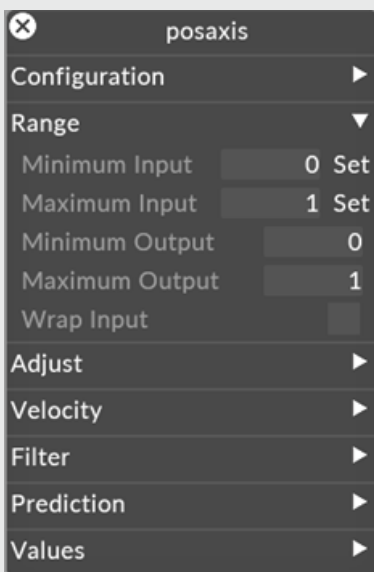 posaxis
Configuration
Range
Minimum Input 0 Set
Maximum Input 1 Set
Minimum Output 0
Maximum Output 1
Wrap Input
Adjust
Velocity
Filter
Prediction
Values